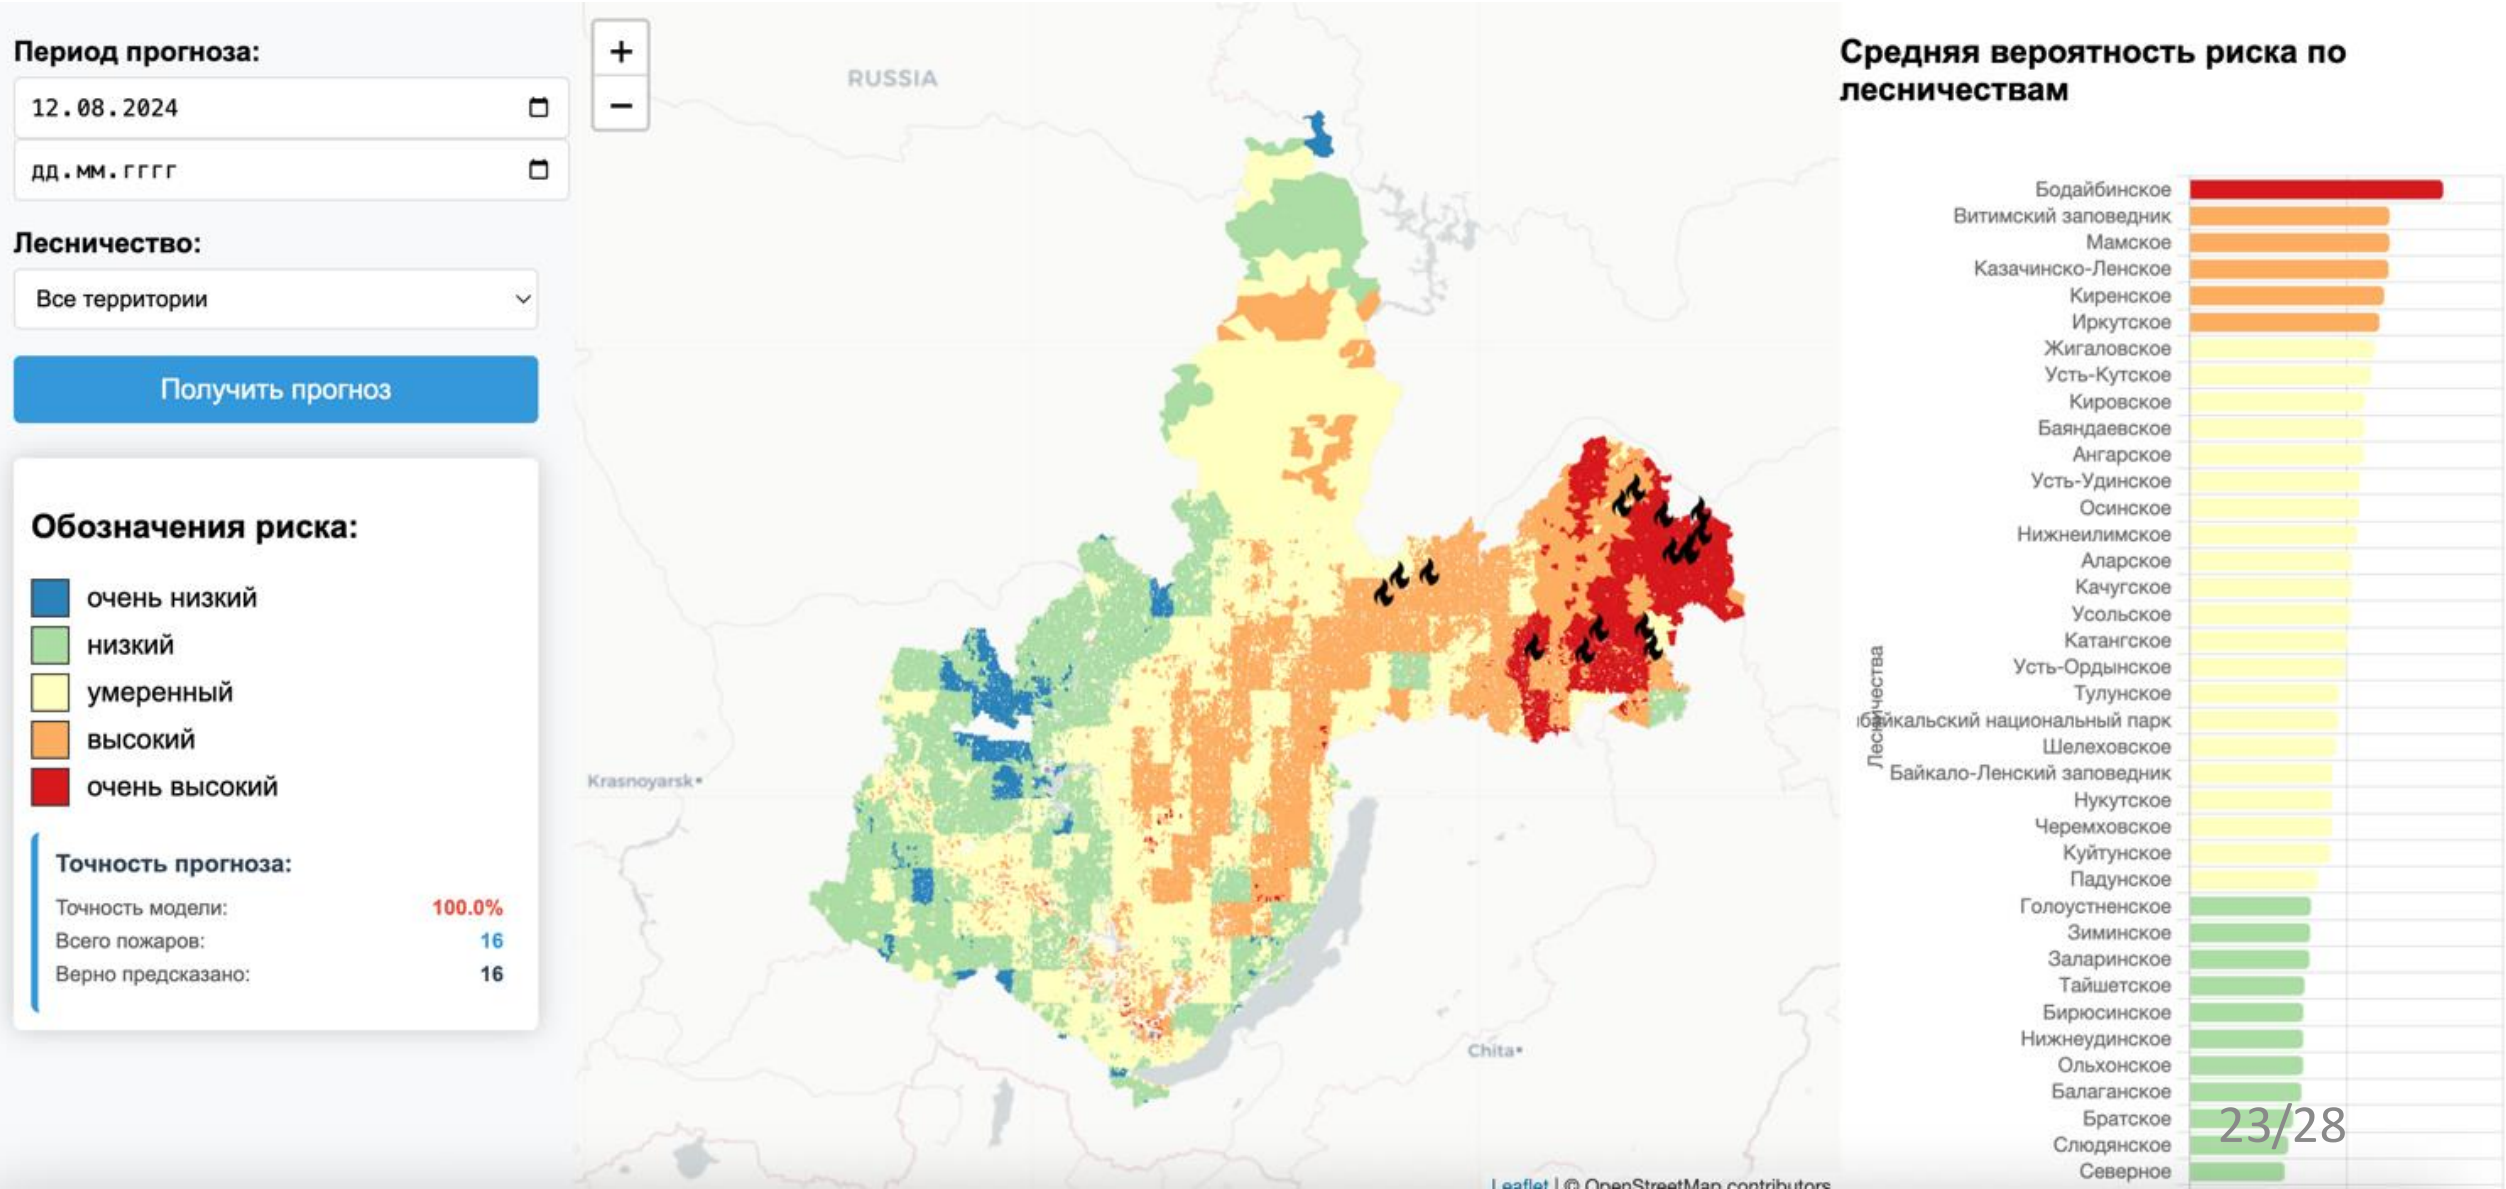 Период прогноза:
12.08.2024
дд.мм.гггг
Лесничество:
Все территории
Получить прогноз
Обозначения риска:
очень низкий
низкий
умеренный
высокий
очень высокий
Точность прогноза:
Точность модели: 100.0%
Всего пожаров: 16
Верно предсказано: 16
+
−
RUSSIA
Krasnoyarsk
Chita
Leaflet | © OpenStreetMap contributors
Средняя вероятность риска по
лесничествам
Лесничества
Бодайбинское
Витимский заповедник
Мамское
Казачинско-Ленское
Киренское
Иркутское
Жигаловское
Усть-Кутское
Кировское
Баяндаевское
Ангарское
Усть-Удинское
Осинское
Нижнеилимское
Аларское
Качугское
Усольское
Катангское
Усть-Ордынское
Тулунское
национальный парк
Шелеховское
Байкало-Ленский заповедник
Нукутское
Черемховское
Куйтунское
Падунское
Голоустненское
Зиминское
Заларинское
Тайшетское
Бирюсинское
Нижнеудинское
Ольхонское
Балаганское
Братское
Слюдянское
Северное
23/28